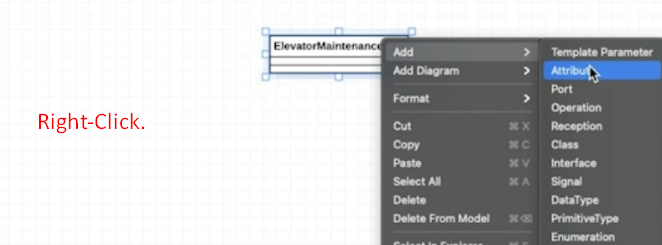 ElevatorMaintenance
Add > Template Parameter
Add Diagram > Attribut
Port
Format > Operation
Right-Click.
Cut ⌘ X Reception
Copy ⌘ C Class
Paste ⌘ V Interface
Select All ⌘ A Signal
Delete DataType
Delete From Model ⌘⌫ PrimitiveType
Enumeration